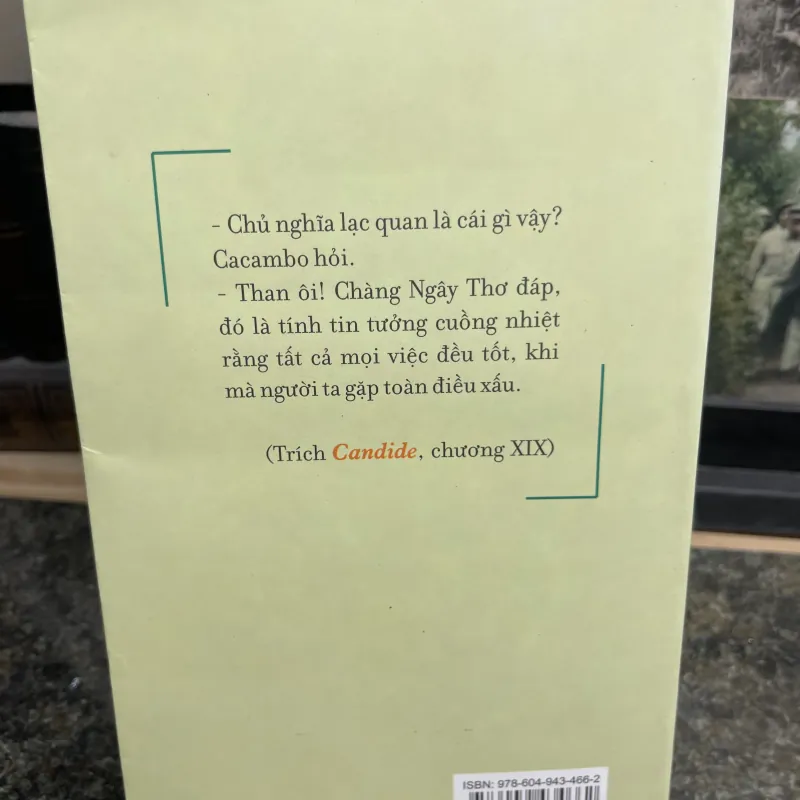 - Chủ nghĩa lạc quan là cái gì vậy?
Cacambo hỏi.
- Than ôi! Chàng Ngây Thơ đáp,
đó là tính tin tưởng cuồng nhiệt
rằng tất cả mọi việc đều tốt, khi
mà người ta gặp toàn điều xấu.
(Trích Candide, chương XIX)
ISBN: 978-604-943-466-2